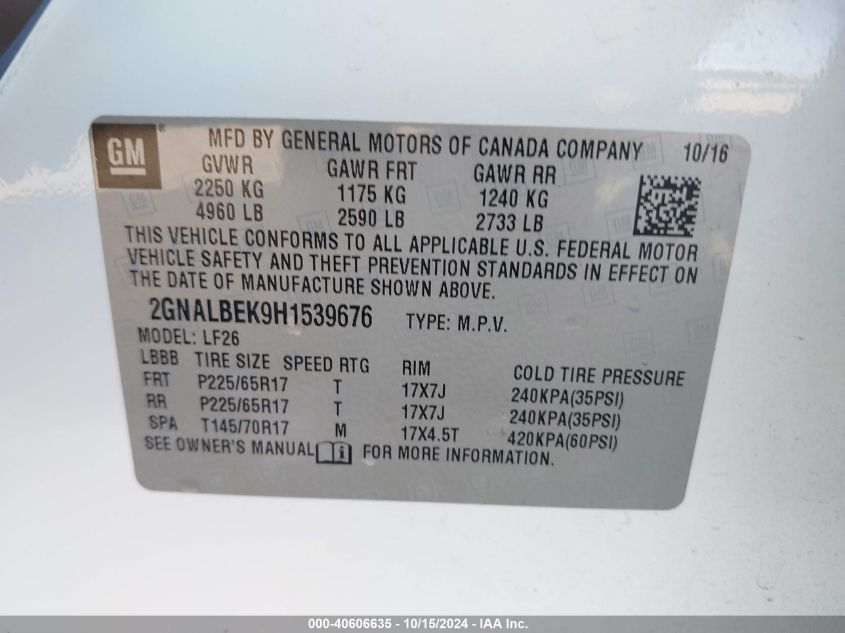 GM MFD BY GENERAL MOTORS OF CANADA COMPANY 10/16
GVWR GAWR FRT GAWR RR
2250 KG 1175 KG 1240 KG
4960 LB 2590 LB 2733 LB
THIS VEHICLE CONFORMS TO ALL APPLICABLE U.S. FEDERAL MOTOR
VEHICLE SAFETY AND THEFT PREVENTION STANDARDS IN EFFECT ON
THE DATE OF MANUFACTURE SHOWN ABOVE.
2GNALBEK9H1539676 TYPE: M.P.V.
MODEL: LF26
LBBB TIRE SIZE SPEED RTG RIM COLD TIRE PRESSURE
FRT P225/65R17 T 17X7J 240KPA(35PSI)
RR P225/65R17 T 17X7J 240KPA(35PSI)
SPA T145/70R17 M 17X4.5T 420KPA(60PSI)
SEE OWNER'S MANUAL i FOR MORE INFORMATION.
000-40606635 - 10/15/2024 - IAA Inc.